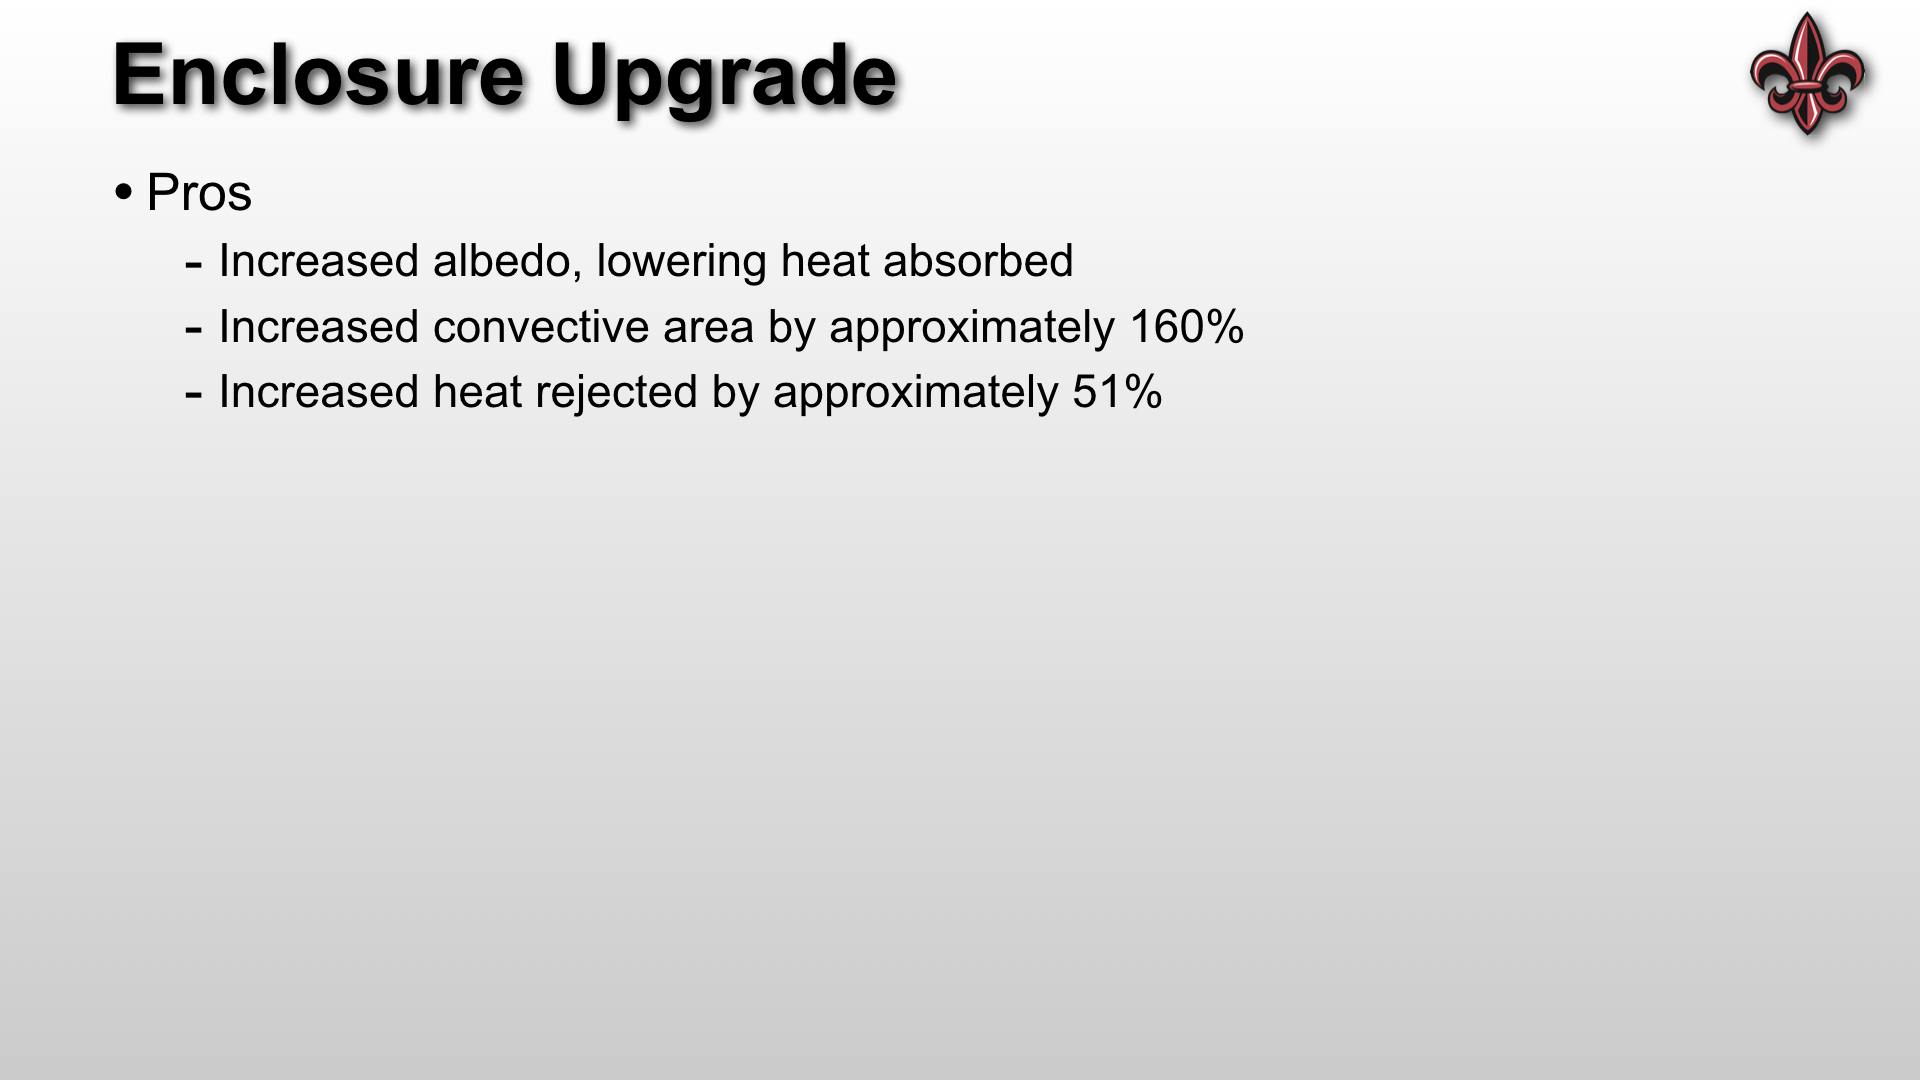 Enclosure Upgrade
• Pros
- Increased albedo, lowering heat absorbed
- Increased convective area by approximately 160%
- Increased heat rejected by approximately 51%